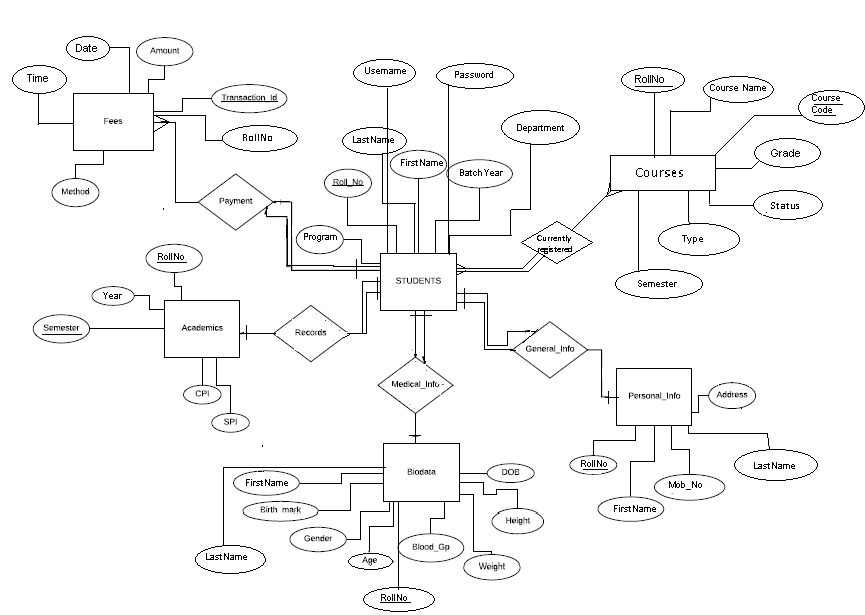 Date
Amount
Time
Transaction_Id
Fees
RollNo
Method
Payment
Username
Password
LastName
FirstName
Department
Roll_No
BatchYear
Program
STUDENTS
RollNo
Course Name
Course
Code
Courses
Grade
Status
Type
Semester
Currently
registered
RollNo
Year
Semester
Academics
Records
CPI
SPI
Medical_Info
General_Info
Personal_Info
Address
RollNo
LastName
Mob_No
FirstName
Biodata
DOB
FirstName
Birth mark
Height
Gender
Blood_Gp
LastName
Age
Weight
RollNo